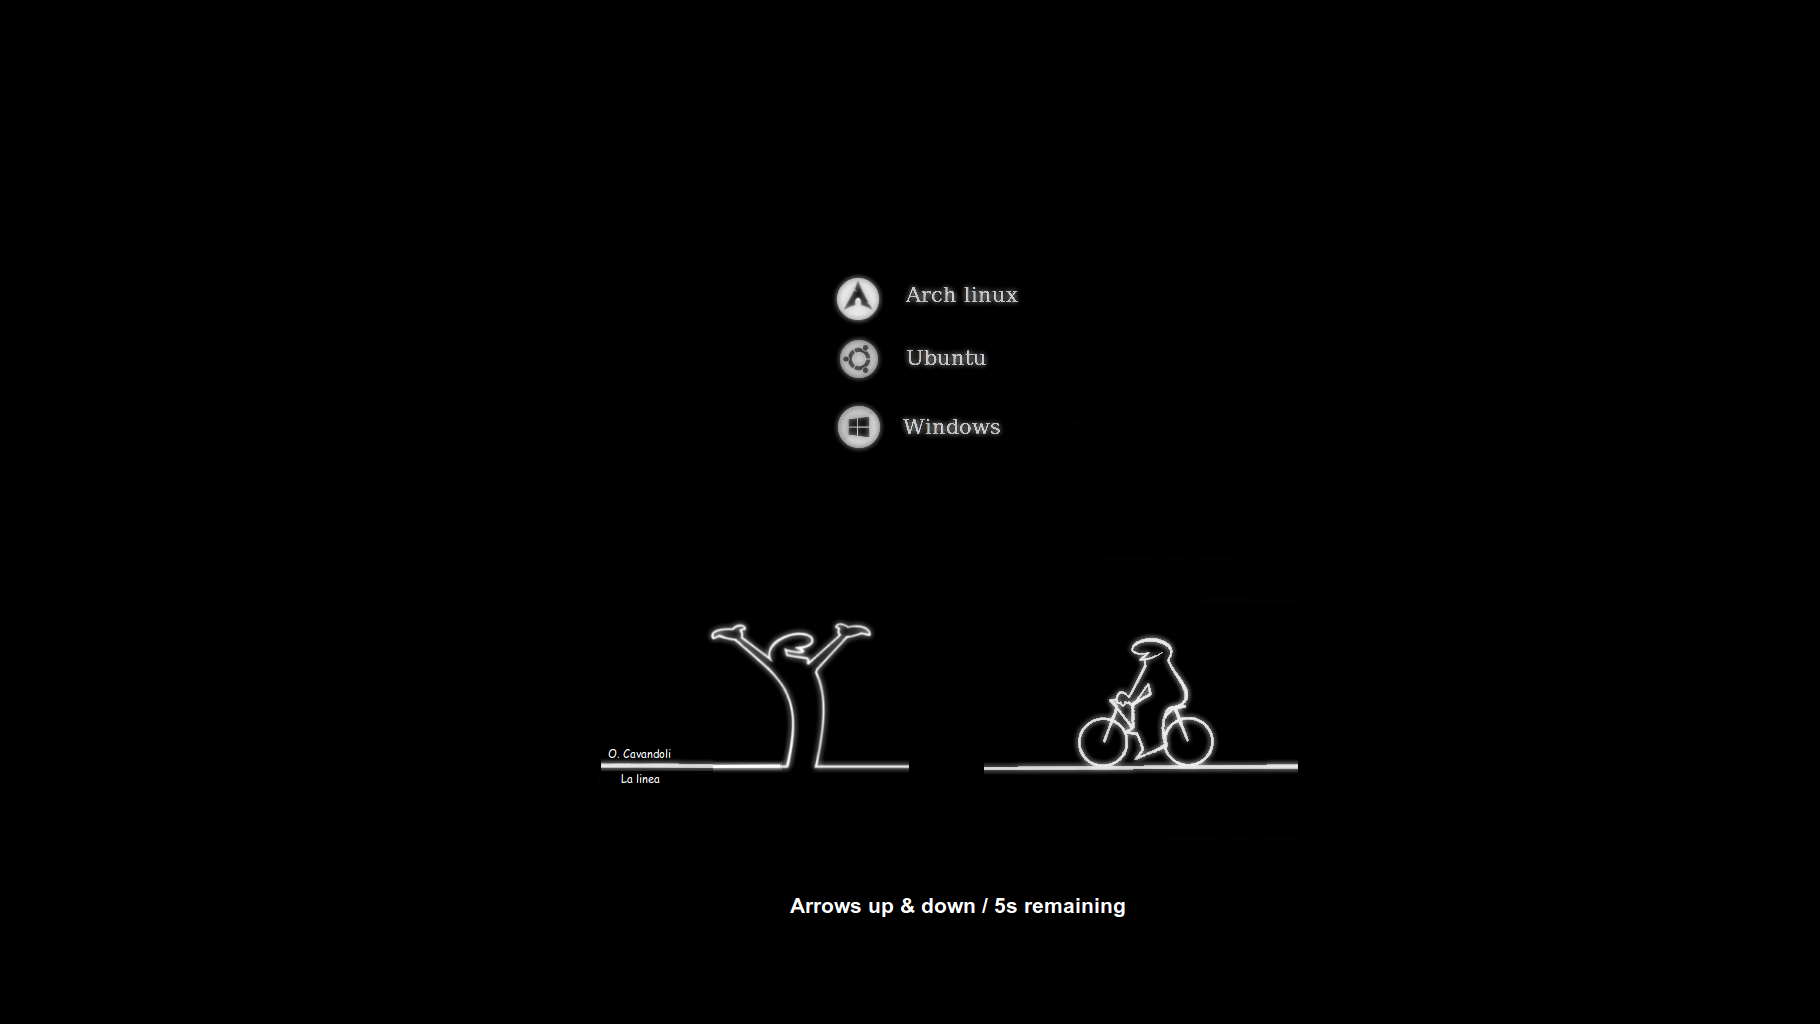 Arch linux
Ubuntu
Windows
O. Cavandoli
La linea
Arrows up & down / 5s remaining